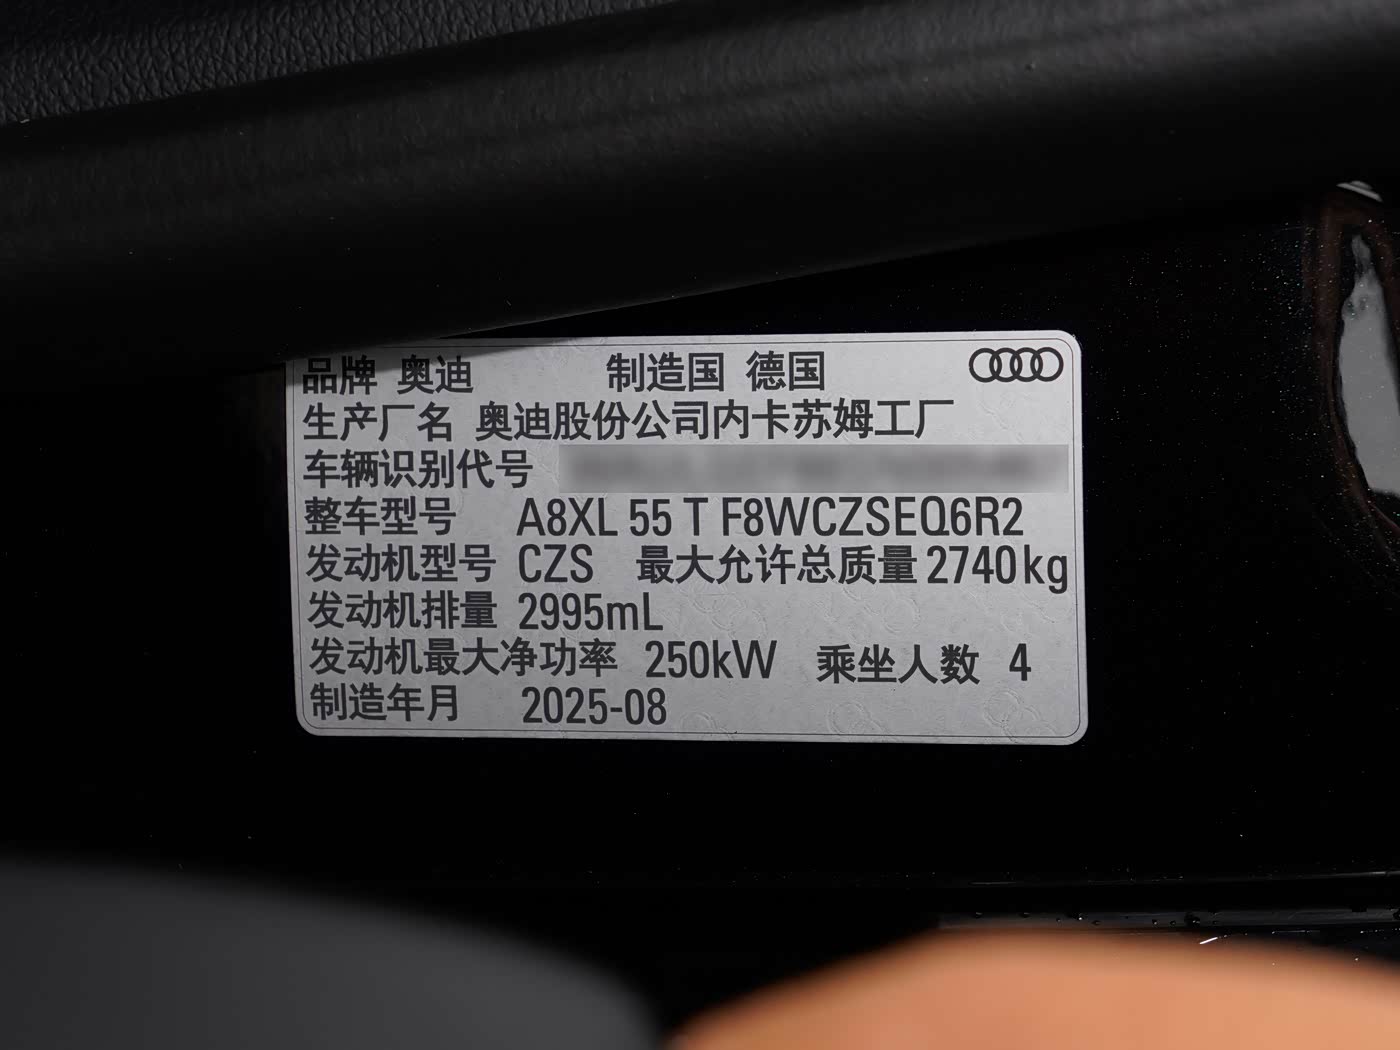 品牌 奥迪 制造国 德国
生产厂名 奥迪股份公司内卡苏姆工厂
车辆识别代号
整车型号 A8XL 55 T F8WCZSEQ6R2
发动机型号 CZS 最大允许总质量 2740kg
发动机排量 2995mL
发动机最大净功率 250kW 乘坐人数 4
制造年月 2025-08